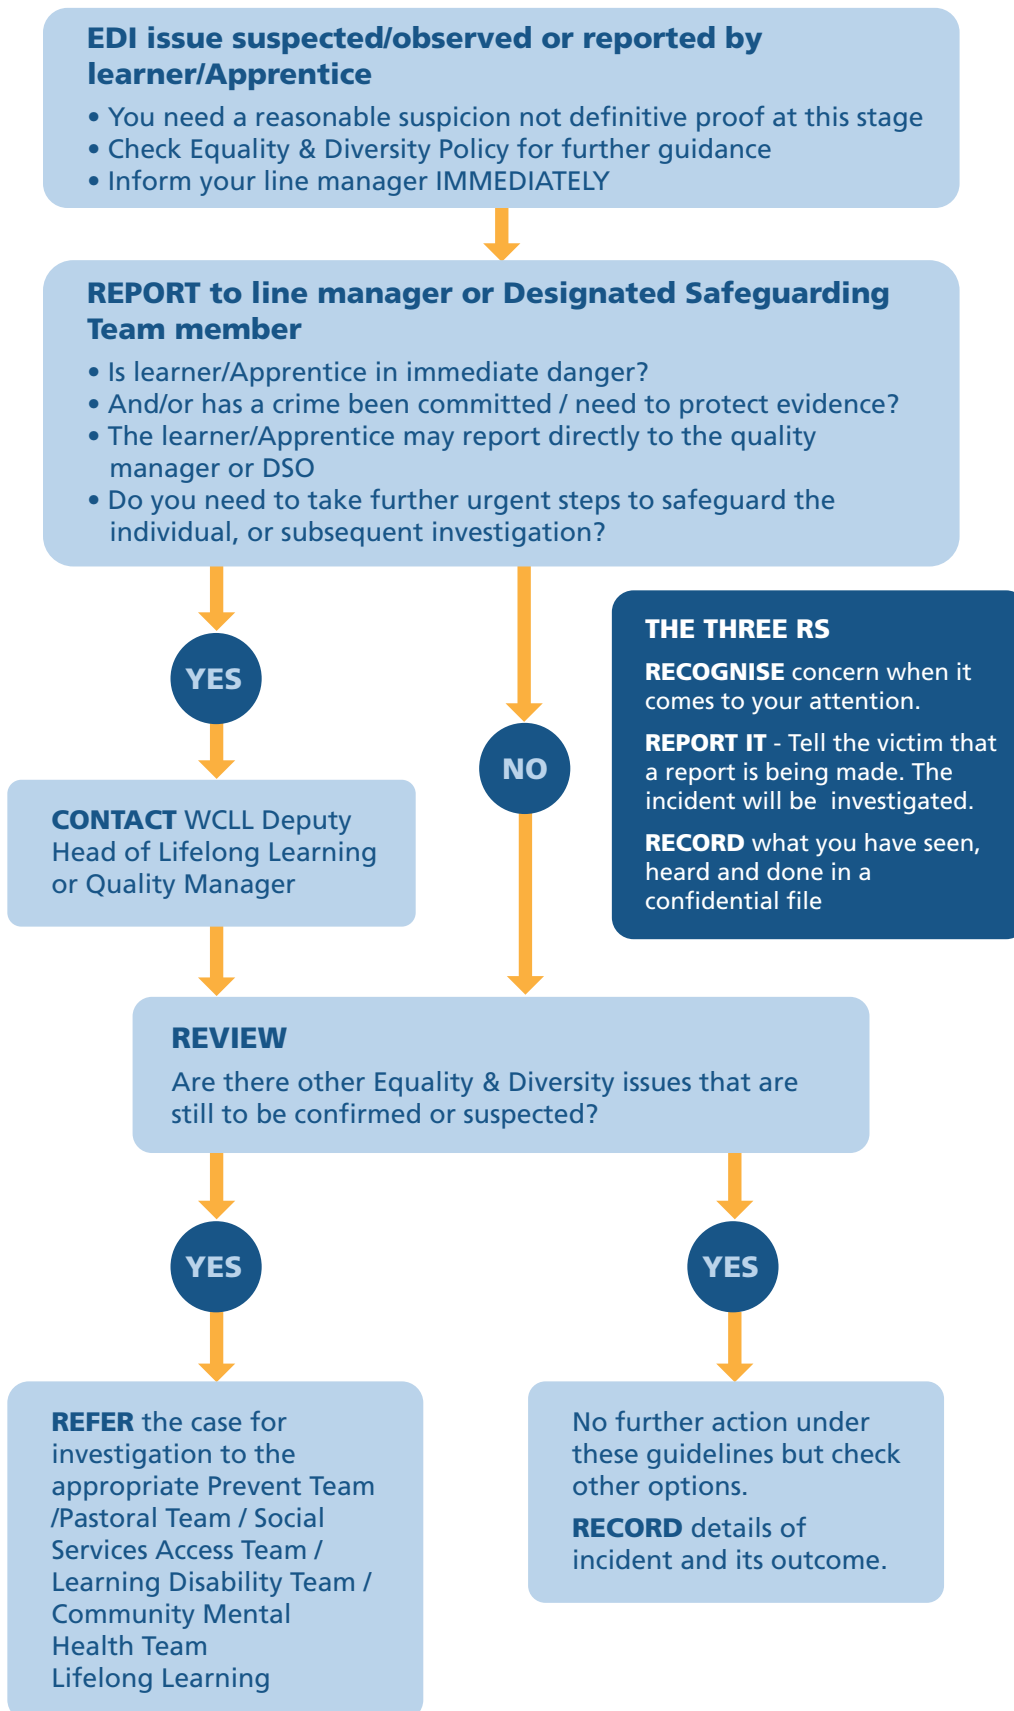 EDI issue suspected/observed or reported by
learner/Apprentice
• You need a reasonable suspicion not definitive proof at this stage
• Check Equality & Diversity Policy for further guidance
• Inform your line manager IMMEDIATELY
REPORT to line manager or Designated Safeguarding
Team member
• Is learner/Apprentice in immediate danger?
• And/or has a crime been committed / need to protect evidence?
• The learner/Apprentice may report directly to the quality
manager or DSO
• Do you need to take further urgent steps to safeguard the
individual, or subsequent investigation?
YES
NO
THE THREE RS
RECOGNISE concern when it
comes to your attention.
REPORT IT - Tell the victim that
a report is being made. The
incident will be investigated.
RECORD what you have seen,
heard and done in a
confidential file
CONTACT WCLL Deputy
Head of Lifelong Learning
or Quality Manager
REVIEW
Are there other Equality & Diversity issues that are
still to be confirmed or suspected?
YES
YES
REFER the case for
investigation to the
appropriate Prevent Team
/Pastoral Team / Social
Services Access Team /
Learning Disability Team /
Community Mental
Health Team
Lifelong Learning
No further action under
these guidelines but check
other options.
RECORD details of
incident and its outcome.